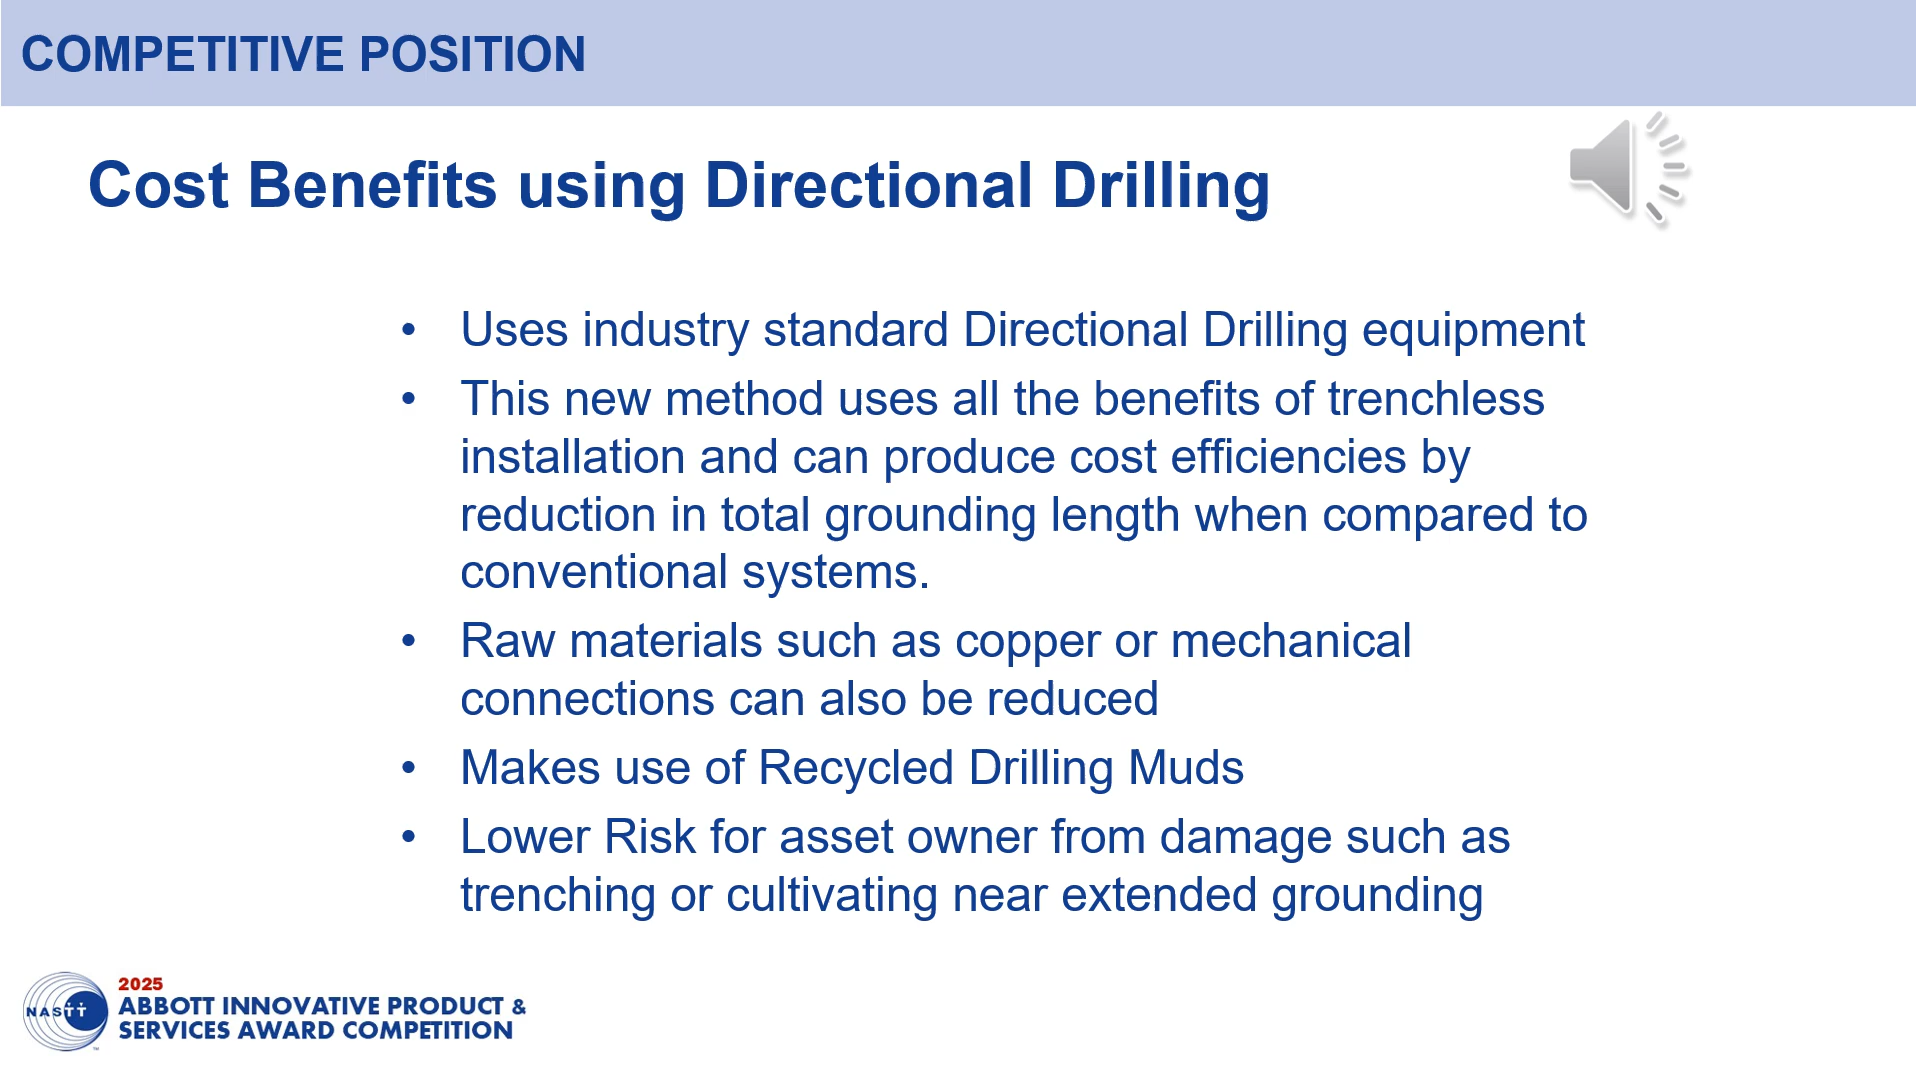 COMPETITIVE POSITION
Cost Benefits using Directional Drilling
• Uses industry standard Directional Drilling equipment
• This new method uses all the benefits of trenchless
installation and can produce cost efficiencies by
reduction in total grounding length when compared to
conventional systems.
• Raw materials such as copper or mechanical
connections can also be reduced
• Makes use of Recycled Drilling Muds
• Lower Risk for asset owner from damage such as
trenching or cultivating near extended grounding
NASTT
™
2025
ABBOTT INNOVATIVE PRODUCT &
SERVICES AWARD COMPETITION